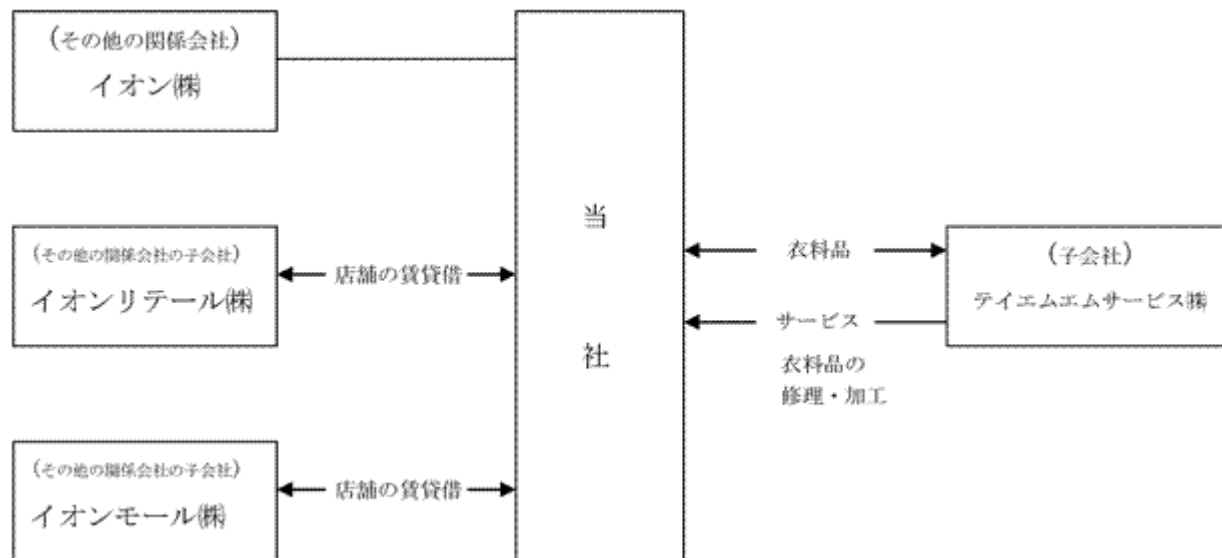 (その他の関係会社)
イオン㈱
(その他の関係会社の子会社)
イオンリテール㈱
店舗の賃貸借
(その他の関係会社の子会社)
イオンモール㈱
店舗の賃貸借
当
社
衣料品
サービス
衣料品の
修理・加工
(子会社)
テイエムエムサービス㈱